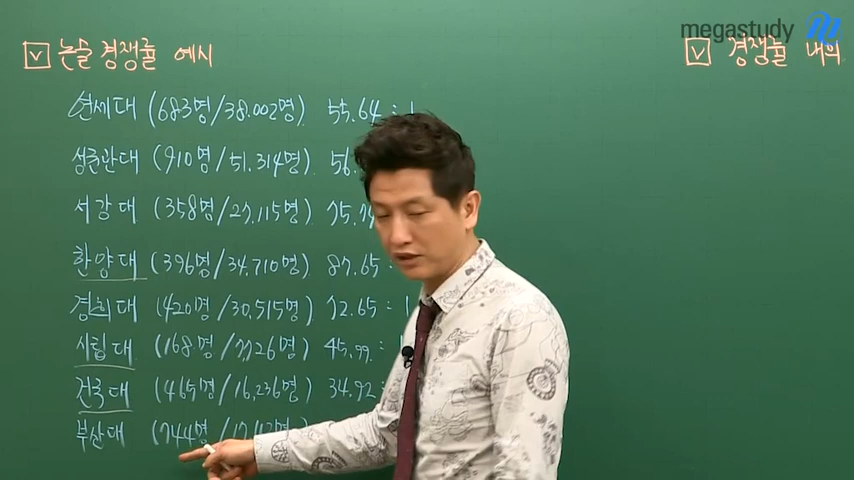 megastudy
V 논술 경쟁률 예시
V 경쟁률 내의
연세대 (683명/38.002명) 55.64 : 1
성균관대 (910명/51.314명) 56.
서강대 (358명/27,115명) 75.74
한양대 (396명/34.710명) 87.65 :
경희대 (420명/30,515명) 72.65 : 1
시립대 (168명/7,726명) 45.99 : 1
건국대 (465명/16,236명) 34.92 :
부산대 (744명/